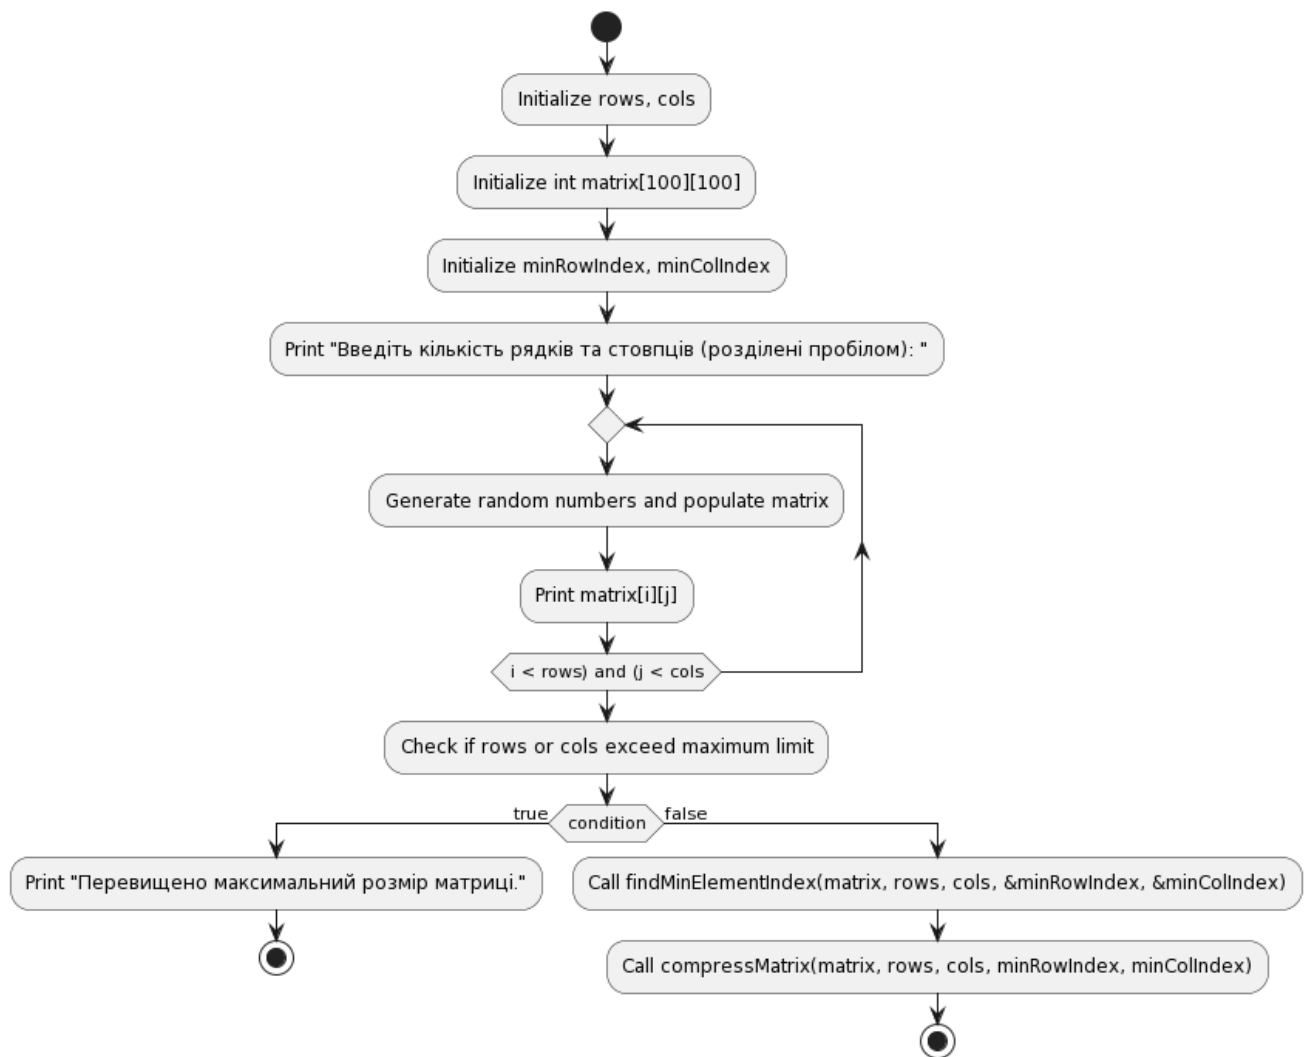 Initialize rows, cols
Initialize int matrix[100][100]
Initialize minRowIndex, minColIndex
Print "Введіть кількість рядків та стовпців (розділені пробілом): "
Generate random numbers and populate matrix
Print matrix[i][j]
i < rows) and (j < cols
Check if rows or cols exceed maximum limit
true
condition
false
Print "Перевищено максимальний розмір матриці."
Call findMinElementIndex(matrix, rows, cols, &minRowIndex, &minColIndex)
Call compressMatrix(matrix, rows, cols, minRowIndex, minColIndex)